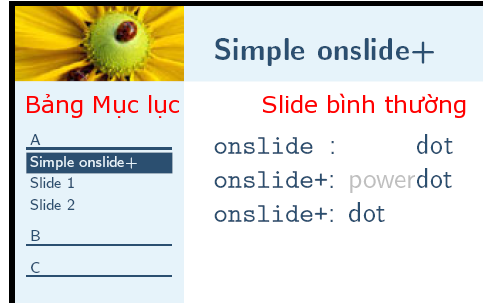 Simple onslide+
Bảng Mục lục
Slide bình thường
A
Simple onslide+
Slide 1
Slide 2
B
C
onslide : dot
onslide+: powerdot
onslide+: dot